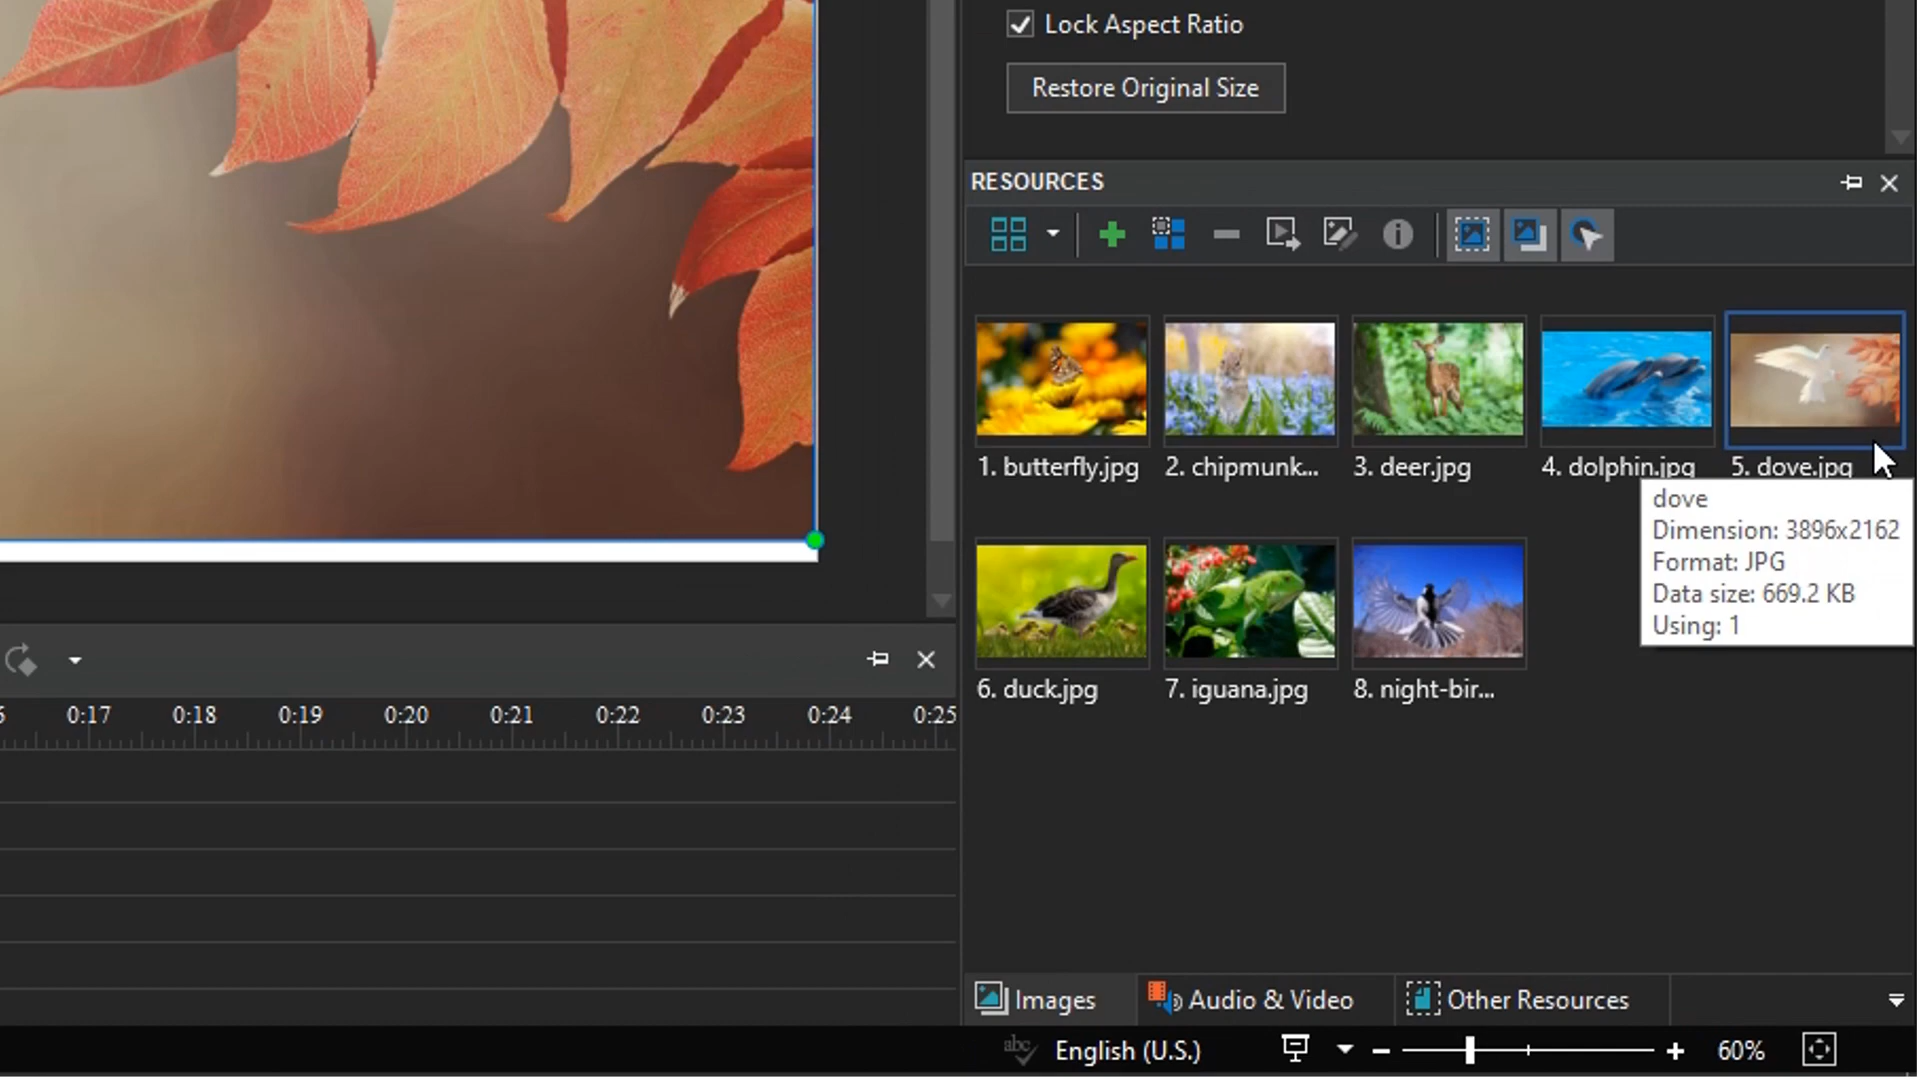 Lock Aspect Ratio
Restore Original Size
RESOURCES
1. butterfly.jpg
2. chipmunk...
3. deer.jpg
4. dolphin.jpg
5. dove.jpg
dove
Dimension: 3896x2162
Format: JPG
Data size: 669.2 KB
Using: 1
6. duck.jpg
7. iguana.jpg
8. night-bir...
0:17 0:18 0:19 0:20 0:21 0:22 0:23 0:24 0:25
Images
Audio & Video
Other Resources
abc
English (U.S.)
60%